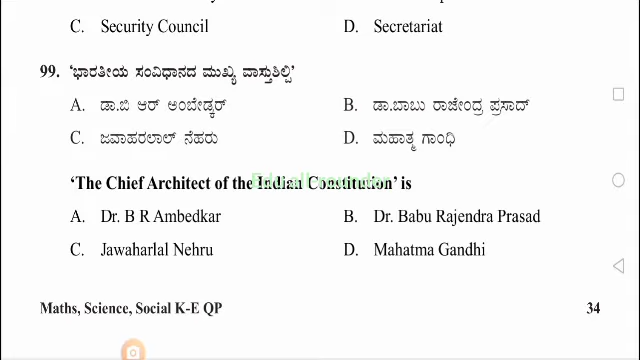 C. Security Council D. Secretariat
99. 'ಭಾರತೀಯ ಸಂವಿಧಾನದ ಮುಖ್ಯ ವಾಸ್ತುಶಿಲ್ಪಿ'
A. ಡಾ.ಬಿ ಆರ್ ಅಂಬೇಡ್ಕರ್ B. ಡಾ.ಬಾಬು ರಾಜೇಂದ್ರ ಪ್ರಸಾದ್
C. ಜವಾಹರಲಾಲ್ ನೆಹರು D. ಮಹಾತ್ಮ ಗಾಂಧಿ
'The Chief Architect of the Indian Constitution' is
A. Dr. B R Ambedkar B. Dr. Babu Rajendra Prasad
C. Jawaharlal Nehru D. Mahatma Gandhi
Maths, Science, Social K-E QP 34